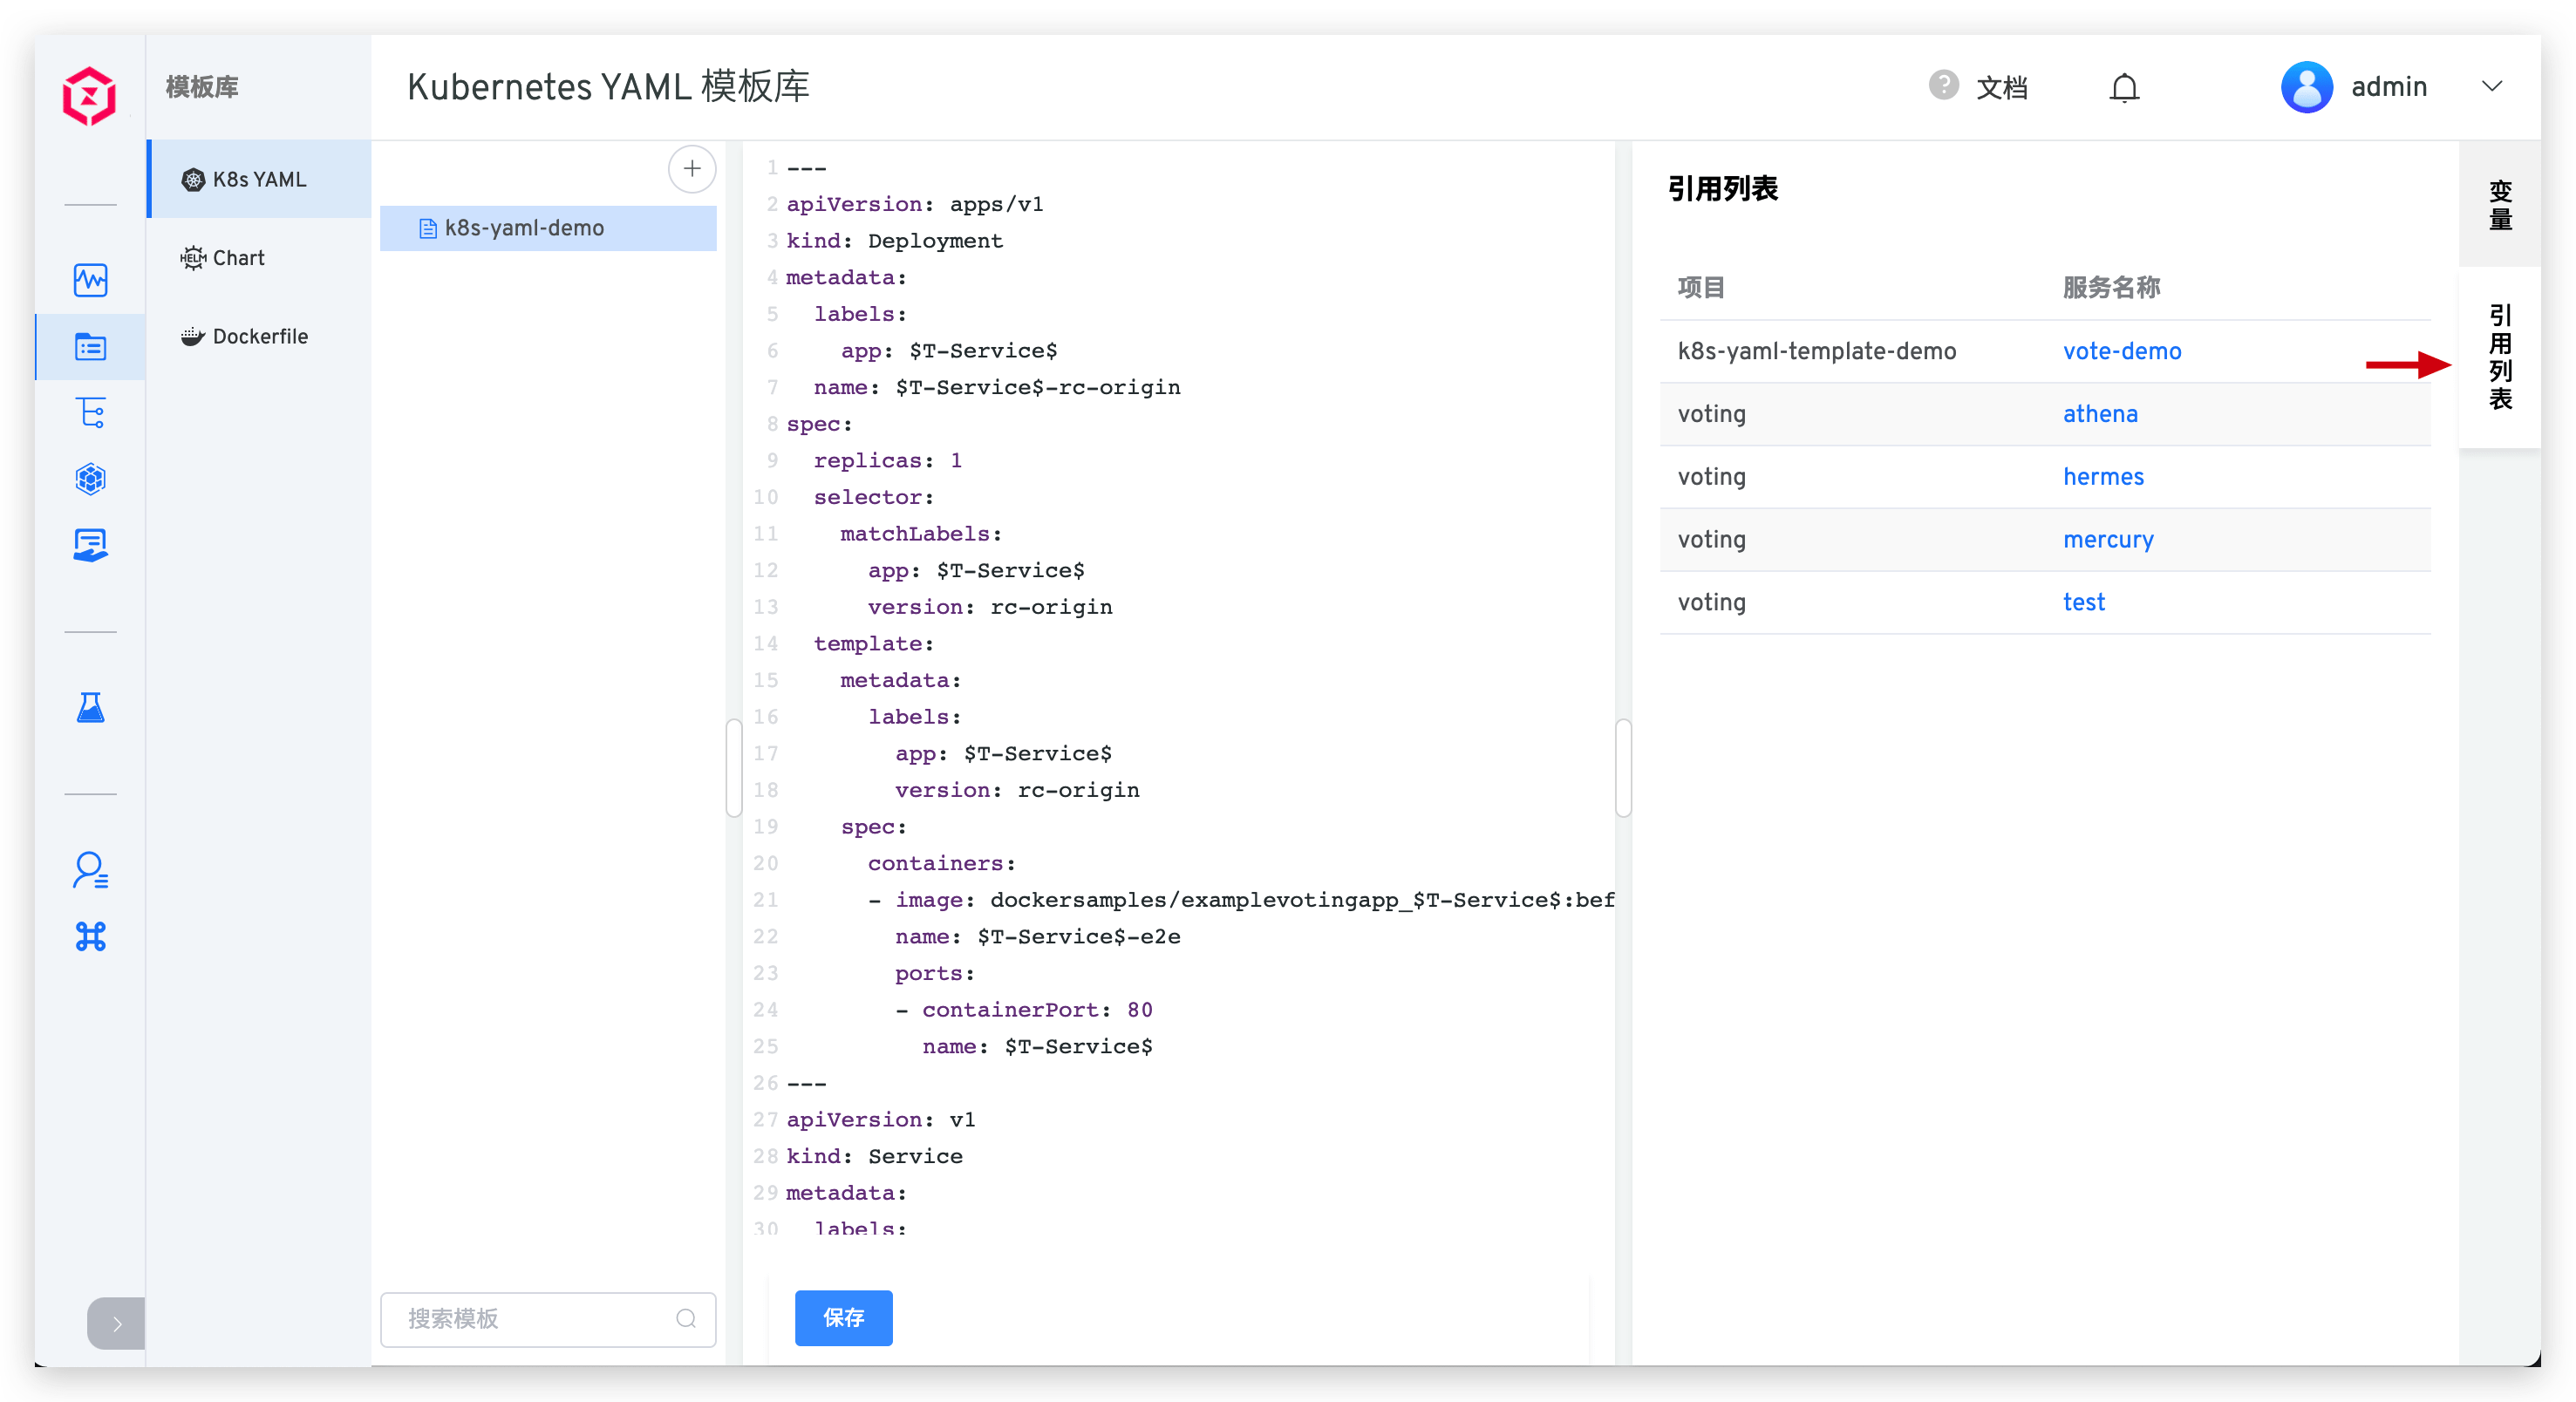 模板库
Kubernetes YAML 模板库
? 文档
admin
K8s YAML
HELM Chart
Dockerfile
k8s-yaml-demo
搜索模板
1 ---
2 apiVersion: apps/v1
3 kind: Deployment
4 metadata:
5   labels:
6     app: $T-Service$
7   name: $T-Service$-rc-origin
8 spec:
9   replicas: 1
10   selector:
11     matchLabels:
12       app: $T-Service$
13       version: rc-origin
14   template:
15     metadata:
16       labels:
17         app: $T-Service$
18         version: rc-origin
19     spec:
20       containers:
21       - image: dockersamples/examplevotingapp_$T-Service$:bef
22         name: $T-Service$-e2e
23         ports:
24         - containerPort: 80
25           name: $T-Service$
26 ---
27 apiVersion: v1
28 kind: Service
29 metadata:
30   labels:
保存
引用列表
项目 服务名称
k8s-yaml-template-demo vote-demo
voting athena
voting hermes
voting mercury
voting test
变量
引用列表